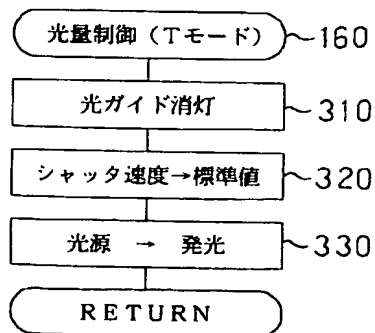 光量制御(Tモード) 160
光ガイド消灯 310
シャッタ速度→標準値 320
光源 → 発光 330
RETURN